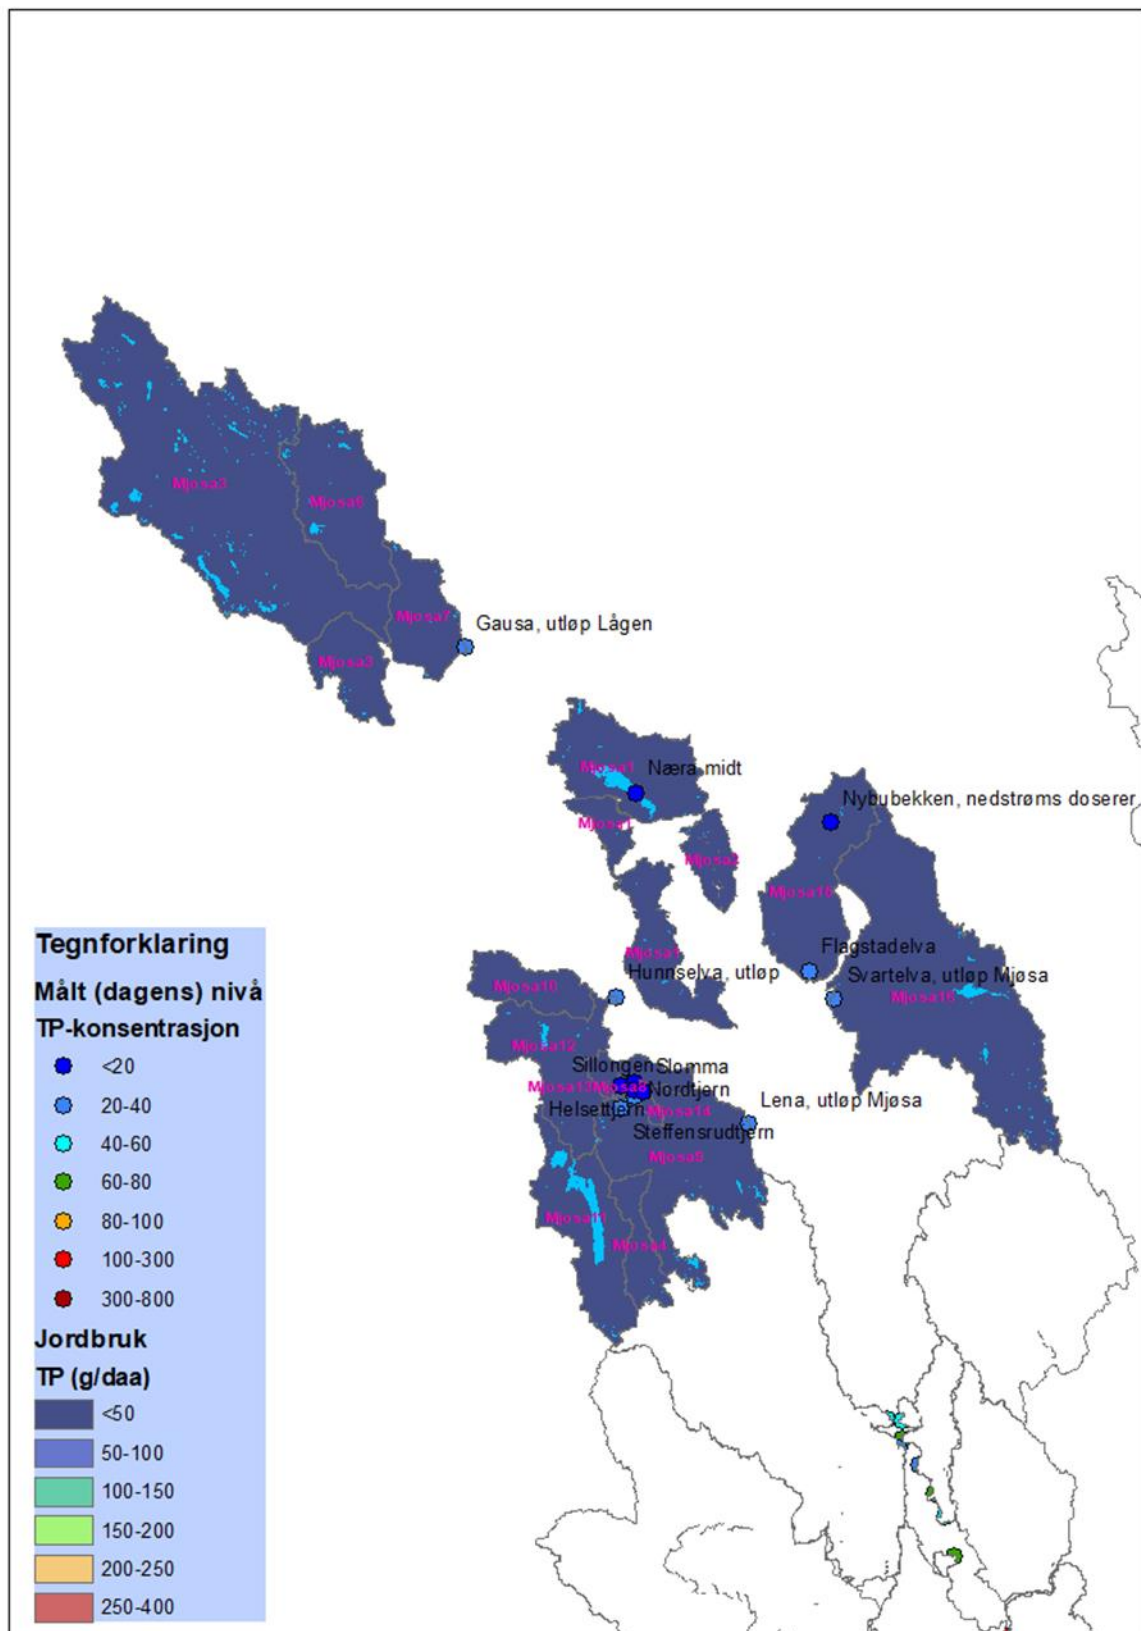 Mjosa3
Mjosa6
Mjosa7
Gausa, utløp Lågen
Mjosa3
Mjosa1
Næra midt
Nybubekken, nedstrøms doserer
Mjosa1
Mjosa2
Mjosa1
Flagstadelva
Hunnselva, utløp
Svartelva, utløp Mjøsa
Mjosa10
Mjosa12
Sillongen
Slomma
Mjosa13
Nordtjern
Helsettjern
Mjosa14
Lena, utløp Mjøsa
Steffensrudtjern
Mjosa9
Mjosa11
Mjosa4
Tegnforklaring
Målt (dagens) nivå
TP-konsentrasjon
<20
20-40
40-60
60-80
80-100
100-300
300-800
Jordbruk
TP (g/daa)
<50
50-100
100-150
150-200
200-250
250-400